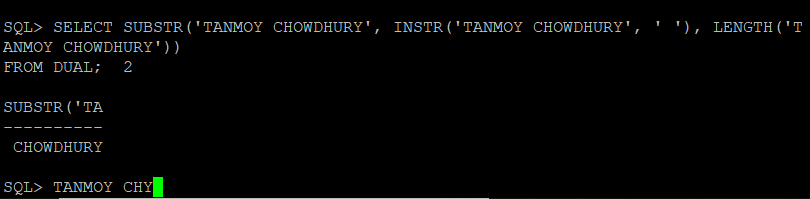 SQL> SELECT SUBSTR('TANMOY CHOWDHURY', INSTR('TANMOY CHOWDHURY', ' '), LENGTH('T
ANMOY CHOWDHURY'))
FROM DUAL;  2
SUBSTR('TA
----------
 CHOWDHURY
SQL> TANMOY CHY